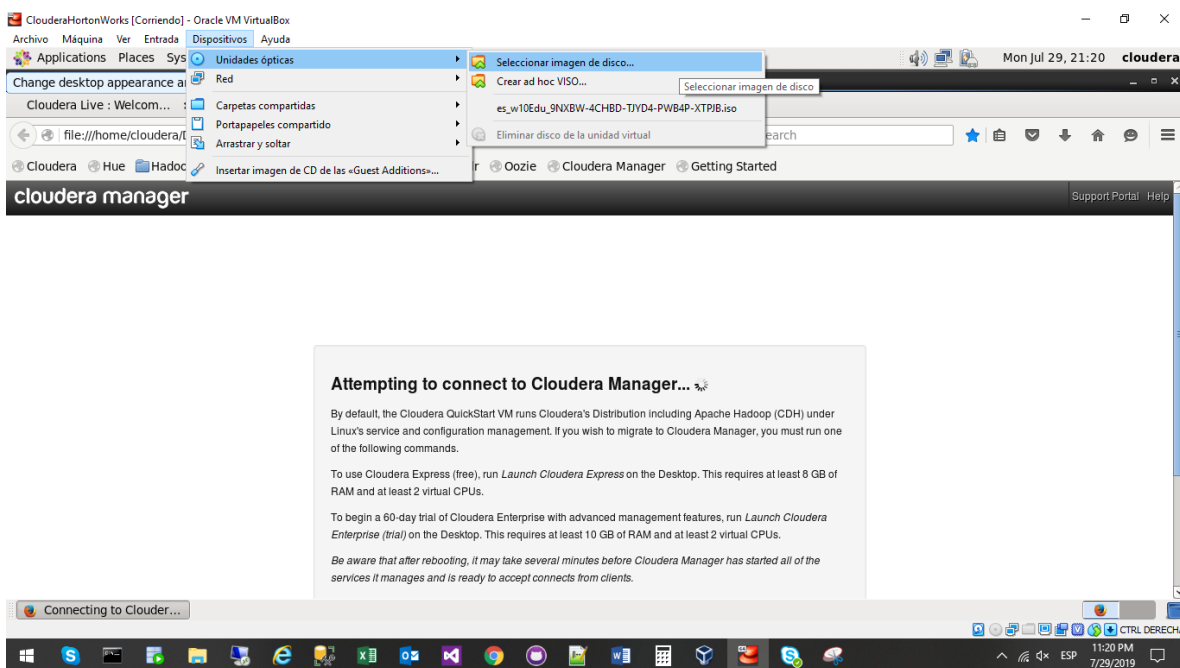 ClouderaHortonWorks [Corriendo] - Oracle VM VirtualBox
Archivo Máquina Ver Entrada Dispositivos Ayuda
Applications Places Sys
Mon Jul 29, 21:20 cloudera
Unidades ópticas
Red
Carpetas compartidas
Portapapeles compartido
Arrastrar y soltar
Insertar imagen de CD de las «Guest Additions»...
Seleccionar imagen de disco...
Crear ad hoc VISO...
Seleccionar imagen de disco
es_w10Edu_9NXBW-4CHBD-TJYD4-PWB4P-XTPJB.iso
Eliminar disco de la unidad virtual
Change desktop appearance a
Cloudera Live : Welcom...
file:///home/cloudera/
earch
Cloudera Hue Hadoo
Oozie Cloudera Manager Getting Started
cloudera manager
Support Portal Help
Attempting to connect to Cloudera Manager...
By default, the Cloudera QuickStart VM runs Cloudera's Distribution including Apache Hadoop (CDH) under
Linux's service and configuration management. If you wish to migrate to Cloudera Manager, you must run one
of the following commands.
To use Cloudera Express (free), run Launch Cloudera Express on the Desktop. This requires at least 8 GB of
RAM and at least 2 virtual CPUs.
To begin a 60-day trial of Cloudera Enterprise with advanced management features, run Launch Cloudera
Enterprise (trial) on the Desktop. This requires at least 10 GB of RAM and at least 2 virtual CPUs.
Be aware that after rebooting, it may take several minutes before Cloudera Manager has started all of the
services it manages and is ready to accept connects from clients.
Connecting to Clouder...
CTRL DERECHA
ESP
11:20 PM
7/29/2019